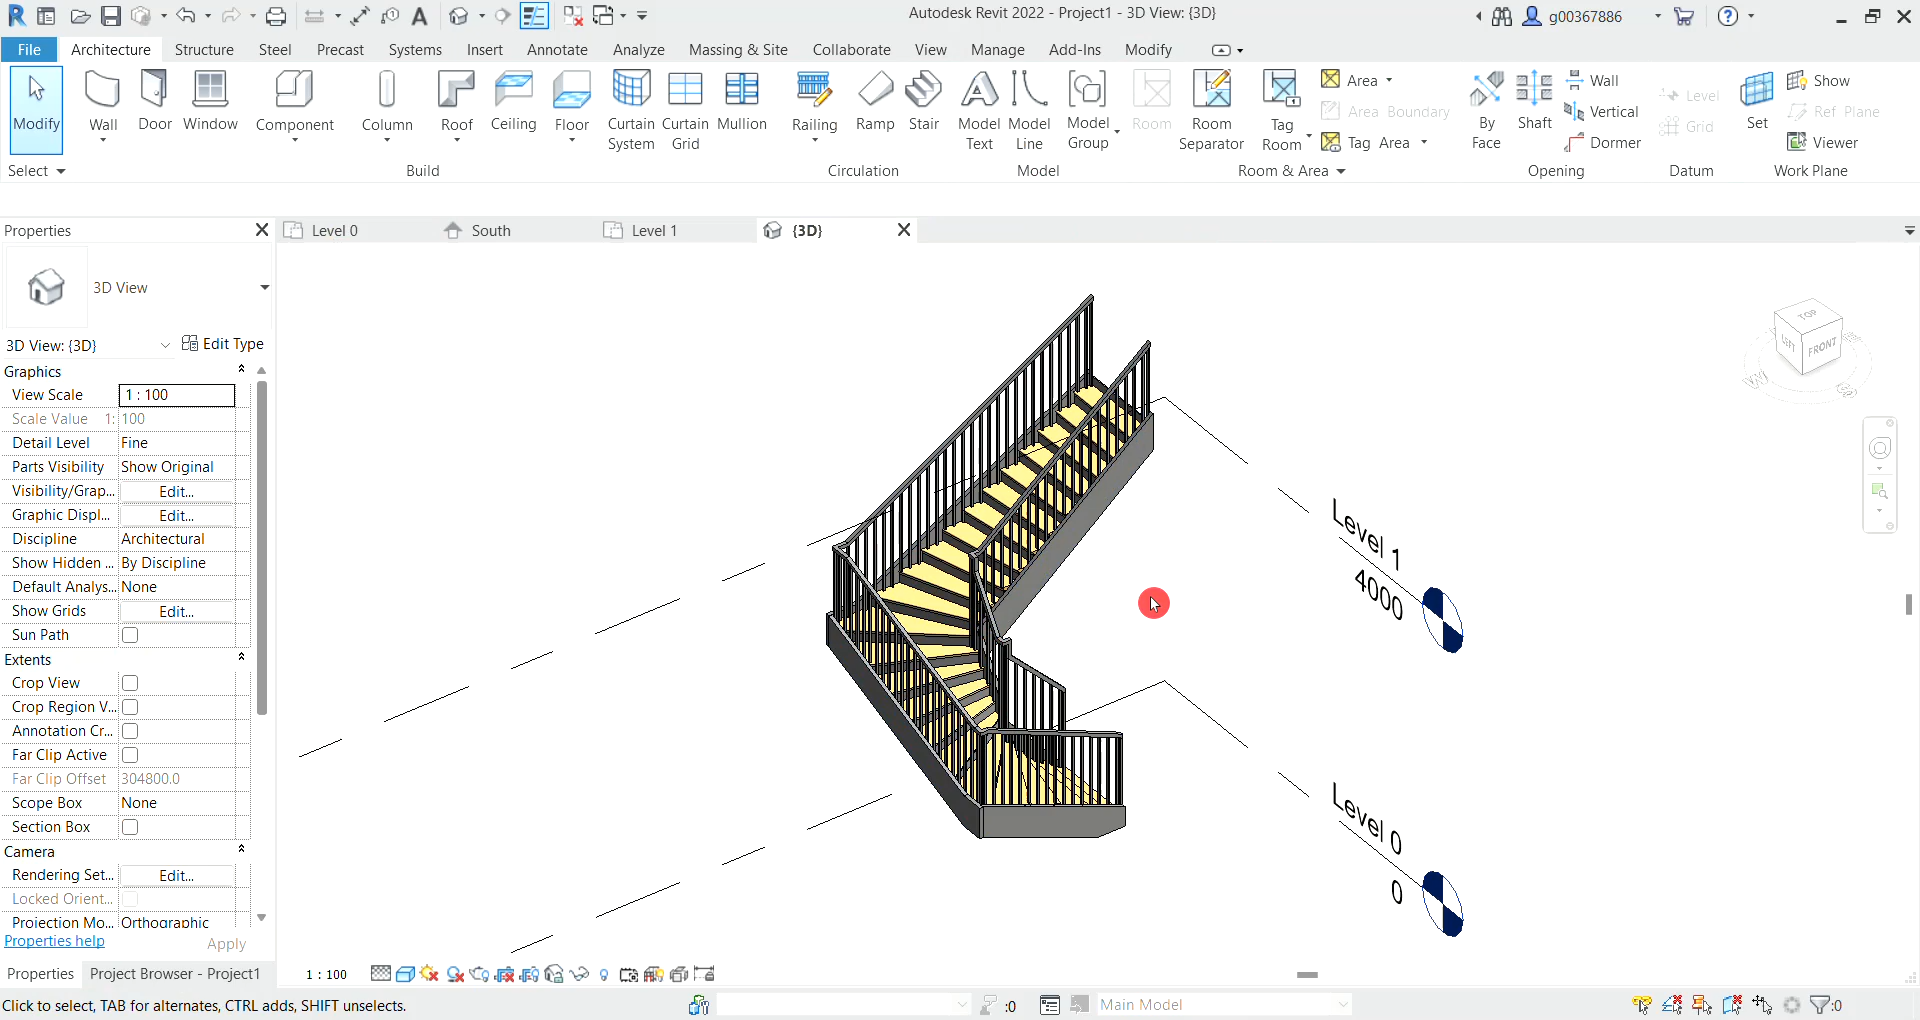 Autodesk Revit 2022 - Project1 - 3D View: {3D}
g00367886
File Architecture Structure Steel Precast Systems Insert Annotate Analyze Massing & Site Collaborate View Manage Add-Ins Modify
Modify Wall Door Window Component Column Roof Ceiling Floor Curtain System Curtain Grid Mullion Railing Ramp Stair Model Text Model Line Model Group Room Room Separator Tag Room
Area
Area Boundary
Tag Area
By Face Shaft
Wall
Vertical
Dormer
Level
Grid
Set
Show
Ref Plane
Viewer
Select Build Circulation Model Room & Area Opening Datum Work Plane
Properties
Level 0 South Level 1 {3D}
3D View
3D View: {3D} Edit Type
Graphics
View Scale 1 : 100
Scale Value 1: 100
Detail Level Fine
Parts Visibility Show Original
Visibility/Grap... Edit...
Graphic Displ... Edit...
Discipline Architectural
Show Hidden ... By Discipline
Default Analys... None
Show Grids Edit...
Sun Path
Extents
Crop View
Crop Region V...
Annotation Cr...
Far Clip Active
Far Clip Offset 304800.0
Scope Box None
Section Box
Camera
Rendering Set... Edit...
Locked Orient...
Projection Mo... Orthographic
Properties help Apply
Properties Project Browser - Project1
TOP
LEFT FRONT
W S
Level 1
4000
Level 0
0
1 : 100
Click to select, TAB for alternates, CTRL adds, SHIFT unselects.
:0
Main Model
:0